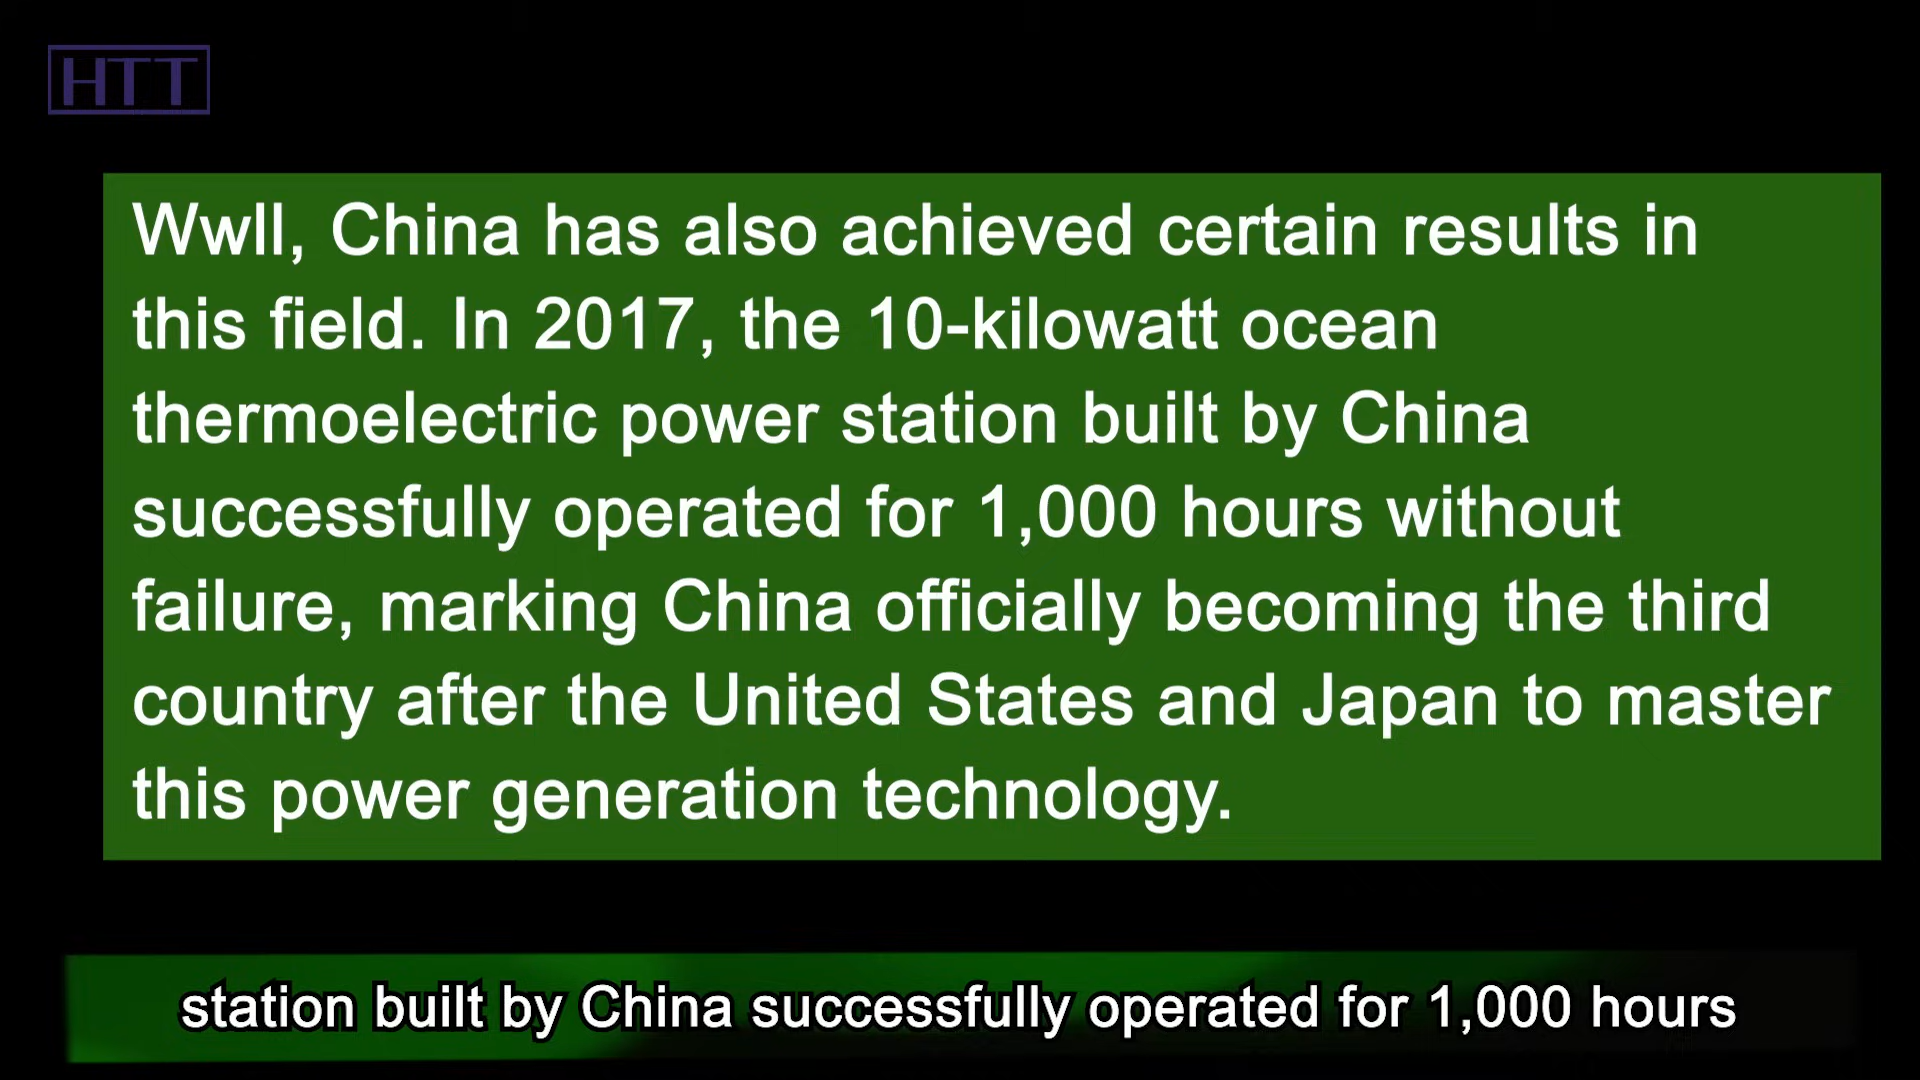 HTT
Wwll, China has also achieved certain results in
this field. In 2017, the 10-kilowatt ocean
thermoelectric power station built by China
successfully operated for 1,000 hours without
failure, marking China officially becoming the third
country after the United States and Japan to master
this power generation technology.
station built by China successfully operated for 1,000 hours